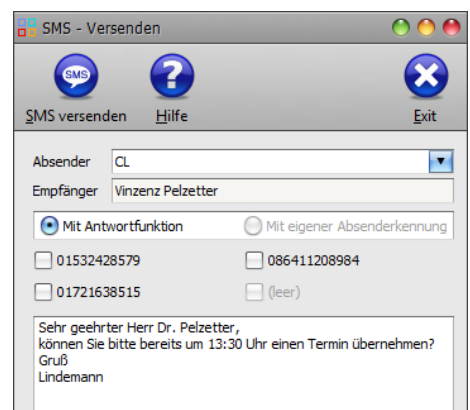 SMS - Versenden
SMS
?
SMS versenden Hilfe Exit
Absender CL
Empfänger Vinzenz Pelzetter
Mit Antwortfunktion Mit eigener Absenderkennung
01532428579 086411208984
01721638515 (leer)
Sehr geehrter Herr Dr. Pelzetter,
können Sie bitte bereits um 13:30 Uhr einen Termin übernehmen?
Gruß
Lindemann